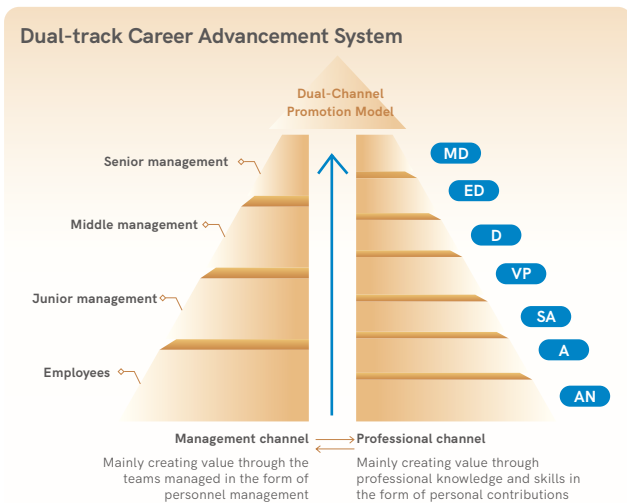 Dual-track Career Advancement System
Dual-Channel
Promotion Model
Senior management
Middle management
Junior management
Employees
MD
ED
D
VP
SA
A
AN
Management channel
Mainly creating value through the
teams managed in the form of
personnel management
Professional channel
Mainly creating value through
professional knowledge and skills in
the form of personal contributions